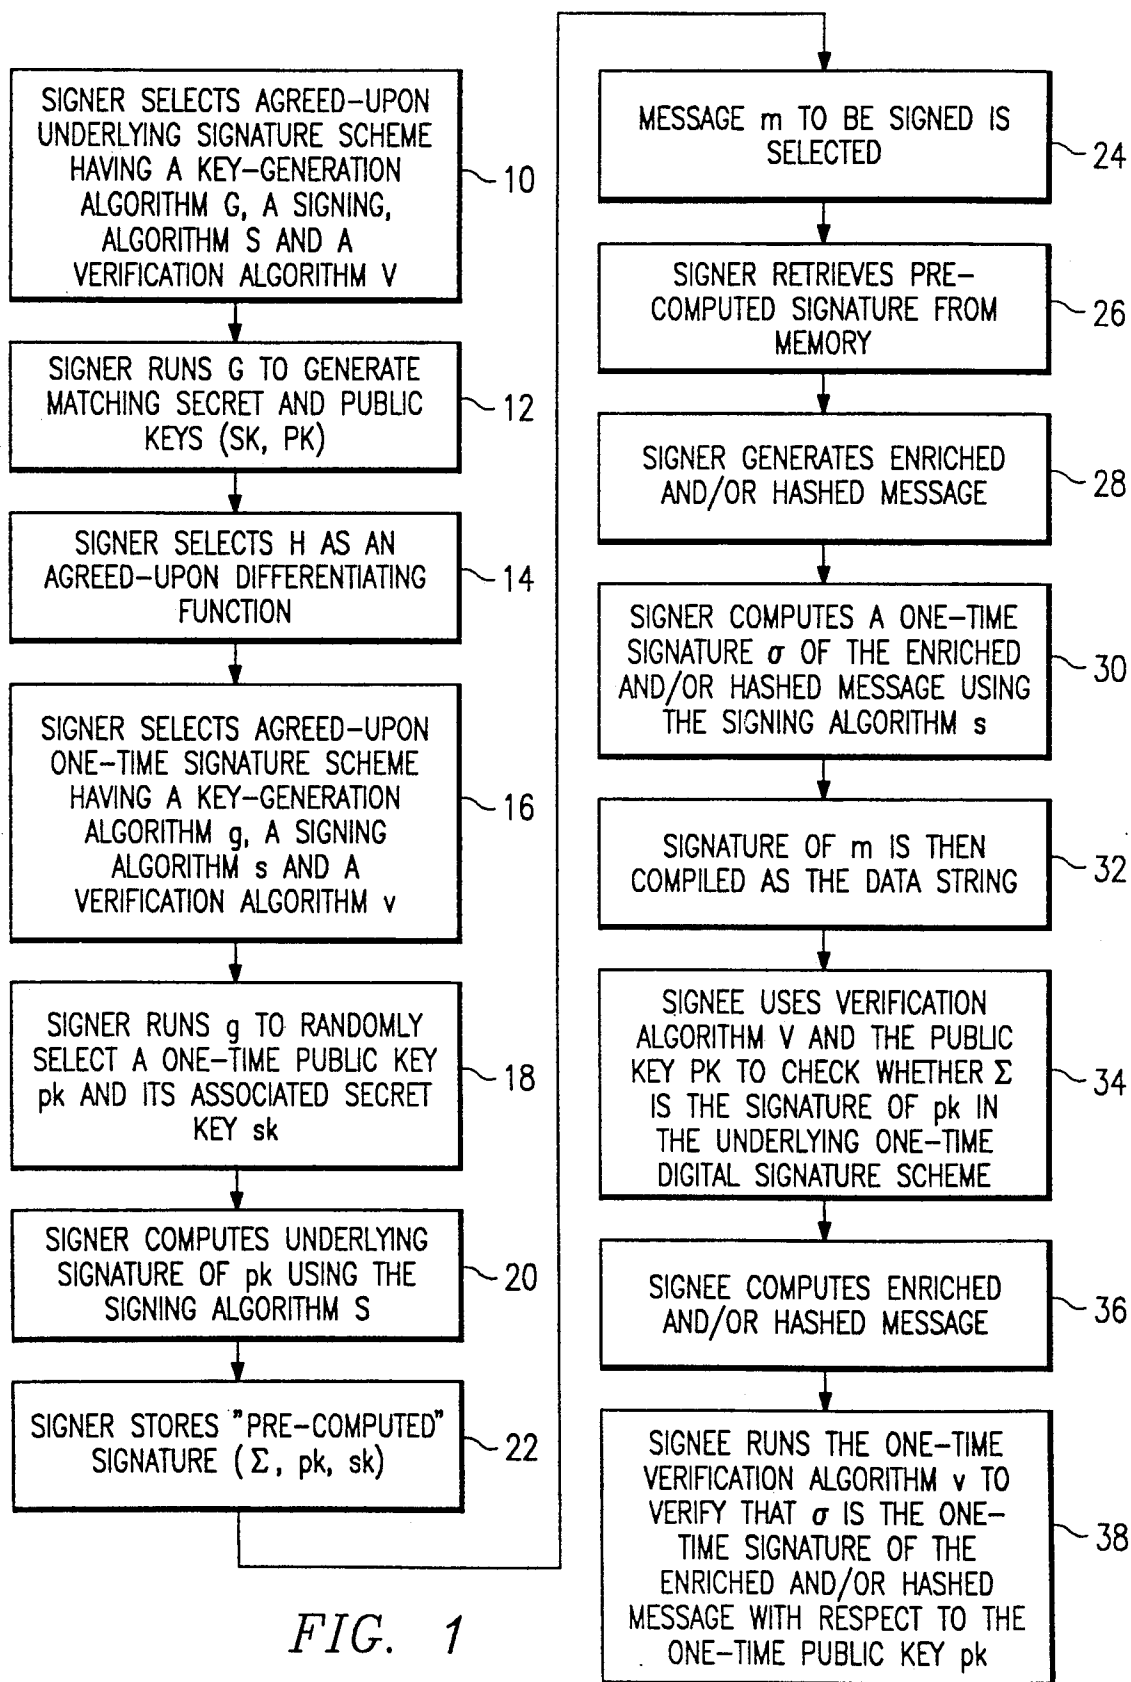 SIGNER SELECTS AGREED-UPON
UNDERLYING SIGNATURE SCHEME
HAVING A KEY-GENERATION
ALGORITHM G, A SIGNING,
ALGORITHM S AND A
VERIFICATION ALGORITHM V
10
SIGNER RUNS G TO GENERATE
MATCHING SECRET AND PUBLIC
KEYS (SK, PK)
12
SIGNER SELECTS H AS AN
AGREED-UPON DIFFERENTIATING
FUNCTION
14
SIGNER SELECTS AGREED-UPON
ONE-TIME SIGNATURE SCHEME
HAVING A KEY-GENERATION
ALGORITHM g, A SIGNING
ALGORITHM s AND A
VERIFICATION ALGORITHM v
16
SIGNER RUNS g TO RANDOMLY
SELECT A ONE-TIME PUBLIC KEY
pk AND ITS ASSOCIATED SECRET
KEY sk
18
SIGNER COMPUTES UNDERLYING
SIGNATURE OF pk USING THE
SIGNING ALGORITHM S
20
SIGNER STORES "PRE-COMPUTED"
SIGNATURE (Σ, pk, sk)
22
MESSAGE m TO BE SIGNED IS
SELECTED
24
SIGNER RETRIEVES PRE-
COMPUTED SIGNATURE FROM
MEMORY
26
SIGNER GENERATES ENRICHED
AND/OR HASHED MESSAGE
28
SIGNER COMPUTES A ONE-TIME
SIGNATURE σ OF THE ENRICHED
AND/OR HASHED MESSAGE USING
THE SIGNING ALGORITHM s
30
SIGNATURE OF m IS THEN
COMPILED AS THE DATA STRING
32
SIGNEE USES VERIFICATION
ALGORITHM V AND THE PUBLIC
KEY PK TO CHECK WHETHER Σ
IS THE SIGNATURE OF pk IN
THE UNDERLYING ONE-TIME
DIGITAL SIGNATURE SCHEME
34
SIGNEE COMPUTES ENRICHED
AND/OR HASHED MESSAGE
36
SIGNEE RUNS THE ONE-TIME
VERIFICATION ALGORITHM v TO
VERIFY THAT σ IS THE ONE-
TIME SIGNATURE OF THE
ENRICHED AND/OR HASHED
MESSAGE WITH RESPECT TO THE
ONE-TIME PUBLIC KEY pk
38
FIG. 1